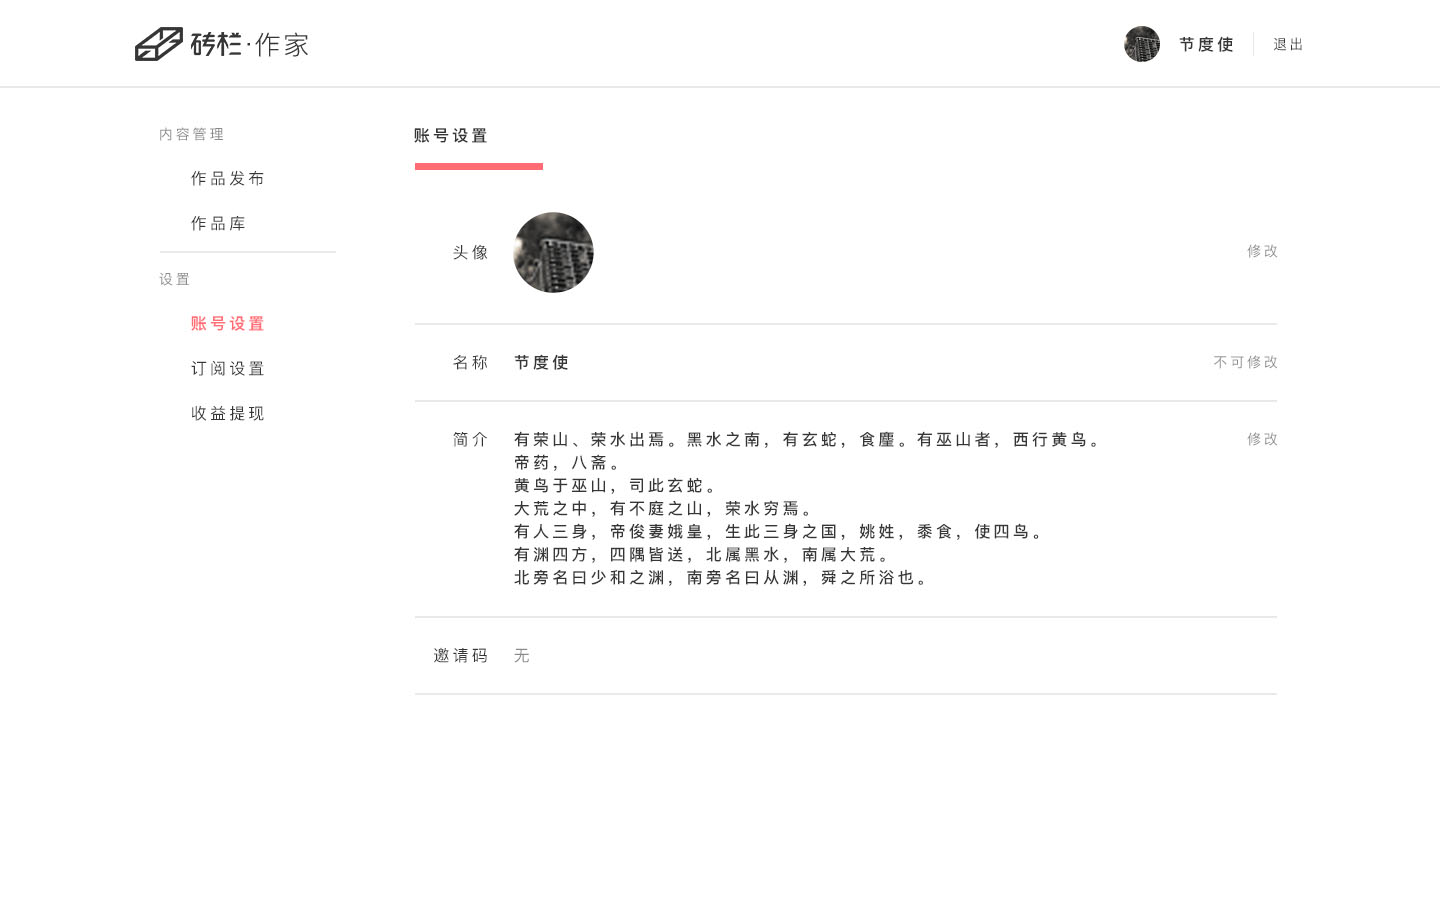 砖栏·作家
节度使
退出
内容管理
作品发布
作品库
设置
账号设置
订阅设置
收益提现
账号设置
头像
修改
名称
节度使
不可修改
简介
有荣山、荣水出焉。黑水之南，有玄蛇，食麈。有巫山者，西行黄鸟。
帝药，八斋。
黄鸟于巫山，司此玄蛇。
大荒之中，有不庭之山，荣水穷焉。
有人三身，帝俊妻娥皇，生此三身之国，姚姓，黍食，使四鸟。
有渊四方，四隅皆送，北属黑水，南属大荒。
北旁名曰少和之渊，南旁名曰从渊，舜之所浴也。
修改
邀请码
无